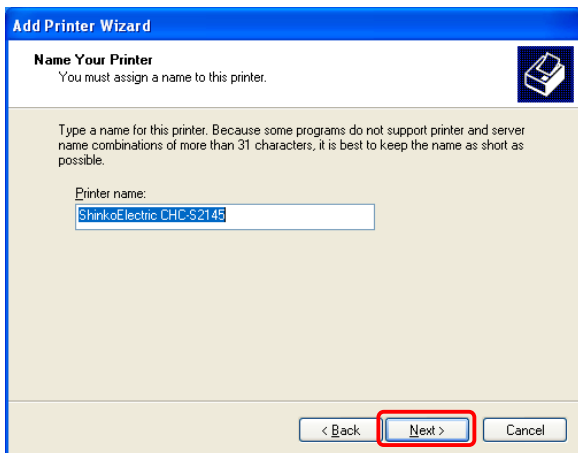 Add Printer Wizard
Name Your Printer
You must assign a name to this printer.
Type a name for this printer. Because some programs do not support printer and server
name combinations of more than 31 characters, it is best to keep the name as short as
possible.
Printer name:
ShinkoElectric CHC-S2145
< Back Next > Cancel